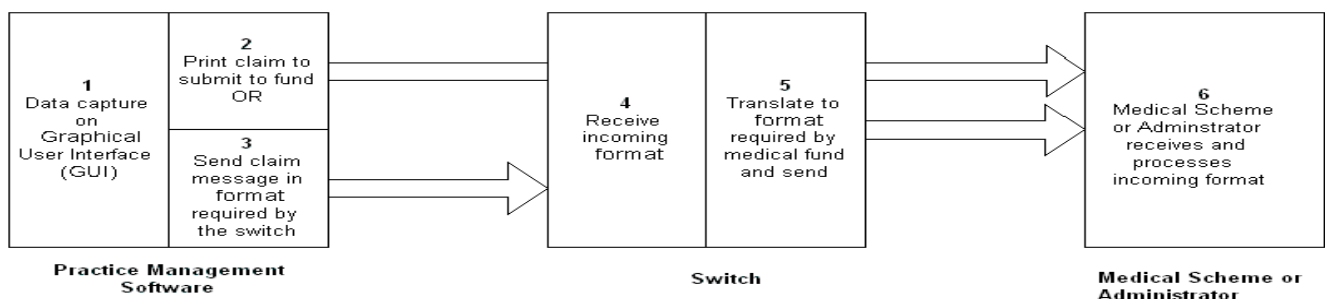 1
Data capture
on
Graphical
User Interface
(GUI)
2
Print claim to
submit to fund
OR
3
Send claim
message in
format
required by
the switch
4
Receive
incoming
format
5
Translate to
format
required by
medical fund
and send
6
Medical Scheme
or Adminstrator
receives and
processes
incoming format
Practice Management
Software
Switch
Medical Scheme or
Administrator